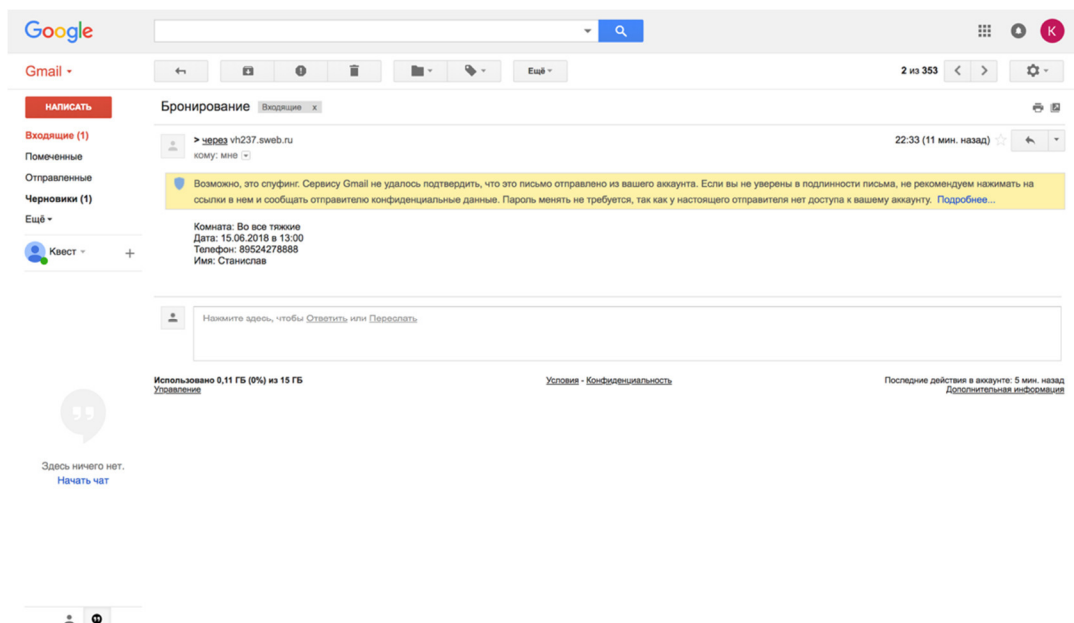 Google
K
Gmail
Ещё
2 из 353
НАПИСАТЬ
Бронирование Входящие x
Входящие (1)
Помеченные
Отправленные
Черновики (1)
Ещё
Квест +
> через vh237.sweb.ru
22:33 (11 мин. назад)
кому: мне
Возможно, это спуфинг. Сервису Gmail не удалось подтвердить, что это письмо отправлено из вашего аккаунта. Если вы не уверены в подлинности письма, не рекомендуем нажимать на
ссылки в нем и сообщать отправителю конфиденциальные данные. Пароль менять не требуется, так как у настоящего отправителя нет доступа к вашему аккаунту. Подробнее...
Комната: Во все тяжкие
Дата: 15.06.2018 в 13:00
Телефон: 89524278888
Имя: Станислав
Нажмите здесь, чтобы Ответить или Переслать
Использовано 0,11 ГБ (0%) из 15 ГБ
Управление
Условия - Конфиденциальность
Последние действия в аккаунте: 5 мин. назад
Дополнительная информация
Здесь ничего нет.
Начать чат